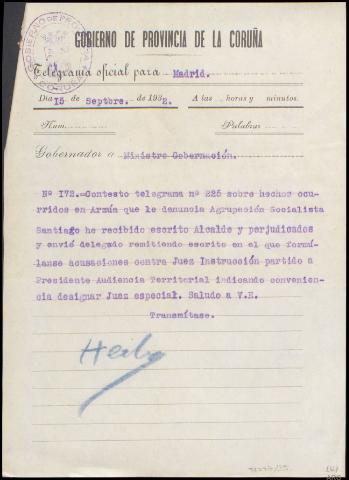 GOBIERNO DE PROVINCIA DE LA CORUÑA
Telegrama oficial para Madrid.
Día 15 de Septbre. de 1932. A las horas y minutos.
Núm. Palabras
Gobernador a Ministro Gobernación.
Nº 172.=Contesto telegrama nº 225 sobre hechos ocu-
rridos en Arzúa que le denuncia Agrupación Socialista
Santiago he recibido escrito Alcalde y perjudicados
y envié delegado remitiendo escrito en el que formú-
lanse acusaciones contra Juez Instrucción partido a
Presidente Audiencia Territorial indicando convenien-
cia designar Juez especial. Saludo a V.E.
Transmítase.